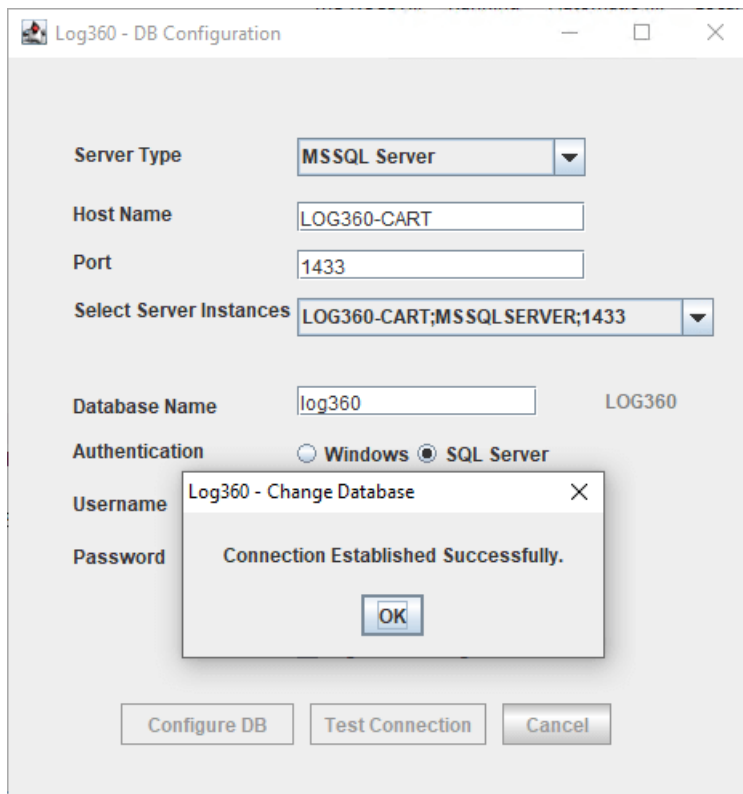 Log360 - DB Configuration
Server Type
MSSQL Server
Host Name
LOG360-CART
Port
1433
Select Server Instances
LOG360-CART;MSSQLSERVER;1433
Database Name
log360
LOG360
Authentication
Windows
SQL Server
Username
Log360 - Change Database
Password
Connection Established Successfully.
OK
Configure DB
Test Connection
Cancel